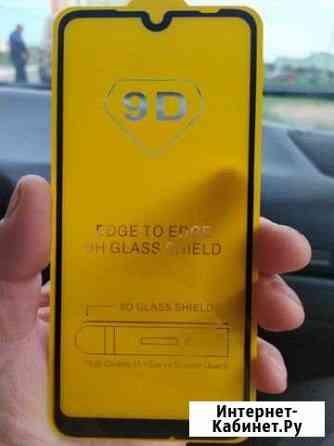 9D
EDGE TO EDGE
9H GLASS SHIELD
9D GLASS SHIELD
Интернет-
Кабинет.Ру